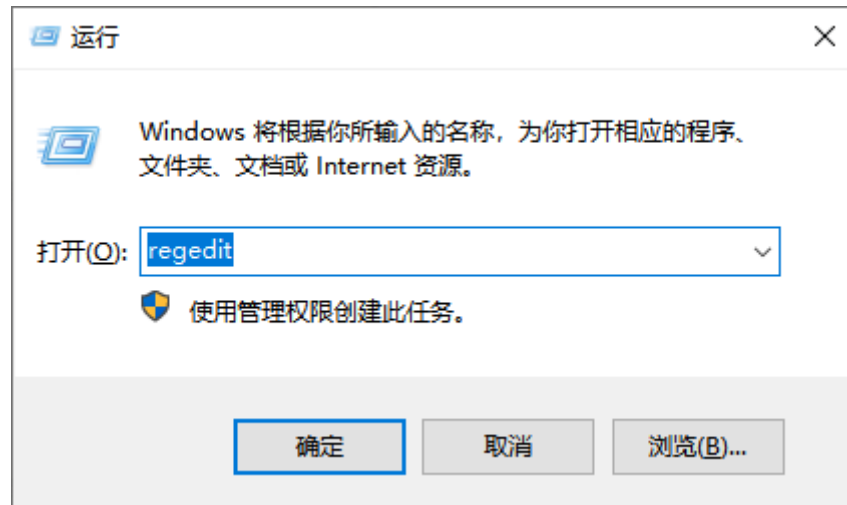 运行
Windows 将根据你所输入的名称，为你打开相应的程序、
文件夹、文档或 Internet 资源。
打开(O): regedit
使用管理权限创建此任务。
确定 取消 浏览(B)...